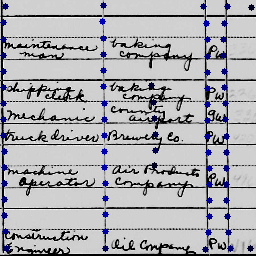 maintenance baking
man company PW
shipping baking
clerk company PW
mechanic county airport GW
truck driver Brewery Co. PW
machine Air Products
operator Company PW
construction
Engineer Oil Company PW